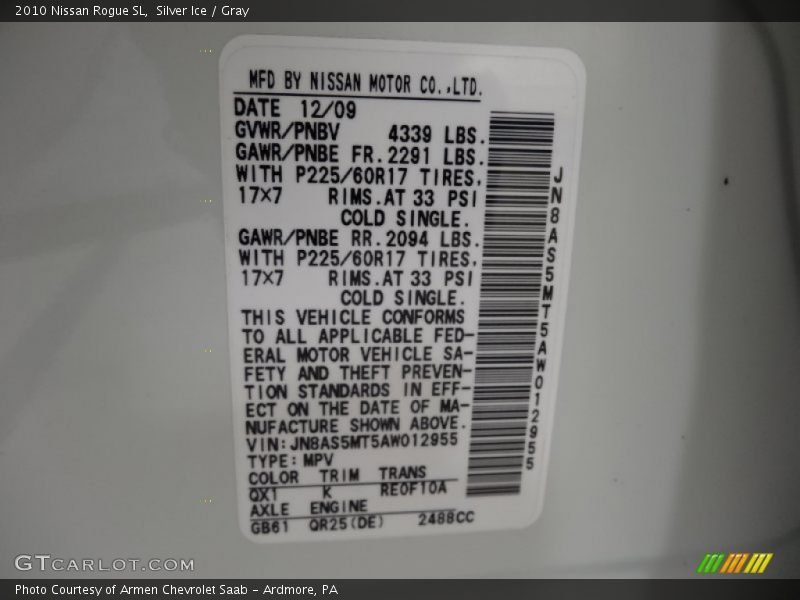 2010 Nissan Rogue SL,  Silver Ice / Gray
MFD BY NISSAN MOTOR CO.,LTD.
DATE 12/09
GVWR/PNBV 4339 LBS.
GAWR/PNBE FR.2291 LBS.
WITH P225/60R17 TIRES,
17×7 RIMS.AT 33 PSI
COLD SINGLE.
GAWR/PNBE RR.2094 LBS.
WITH P225/60R17 TIRES,
17×7 RIMS.AT 33 PSI
COLD SINGLE.
THIS VEHICLE CONFORMS
TO ALL APPLICABLE FED-
ERAL MOTOR VEHICLE SA-
FETY AND THEFT PREVEN-
TION STANDARDS IN EFF-
ECT ON THE DATE OF MA-
NUFACTURE SHOWN ABOVE.
VIN:JN8AS5MT5AW012955
TYPE:MPV
COLOR TRIM TRANS
QX1 K RE0F10A
AXLE ENGINE
GB61 QR25(DE) 2488CC
JN8AS5MT5AW012955
GTCARLOT.COM
Photo Courtesy of Armen Chevrolet Saab - Ardmore, PA